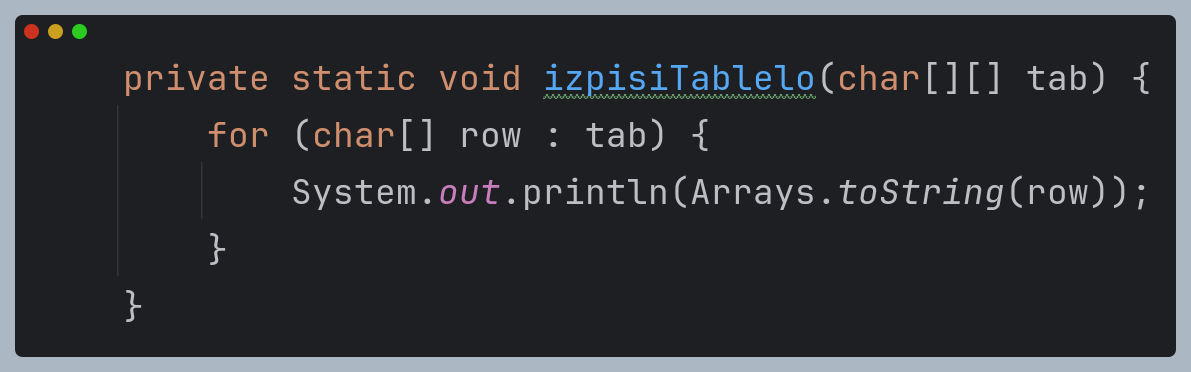 private static void izpisiTablelo(char[][] tab) {
    for (char[] row : tab) {
        System.out.println(Arrays.toString(row));
    }
}